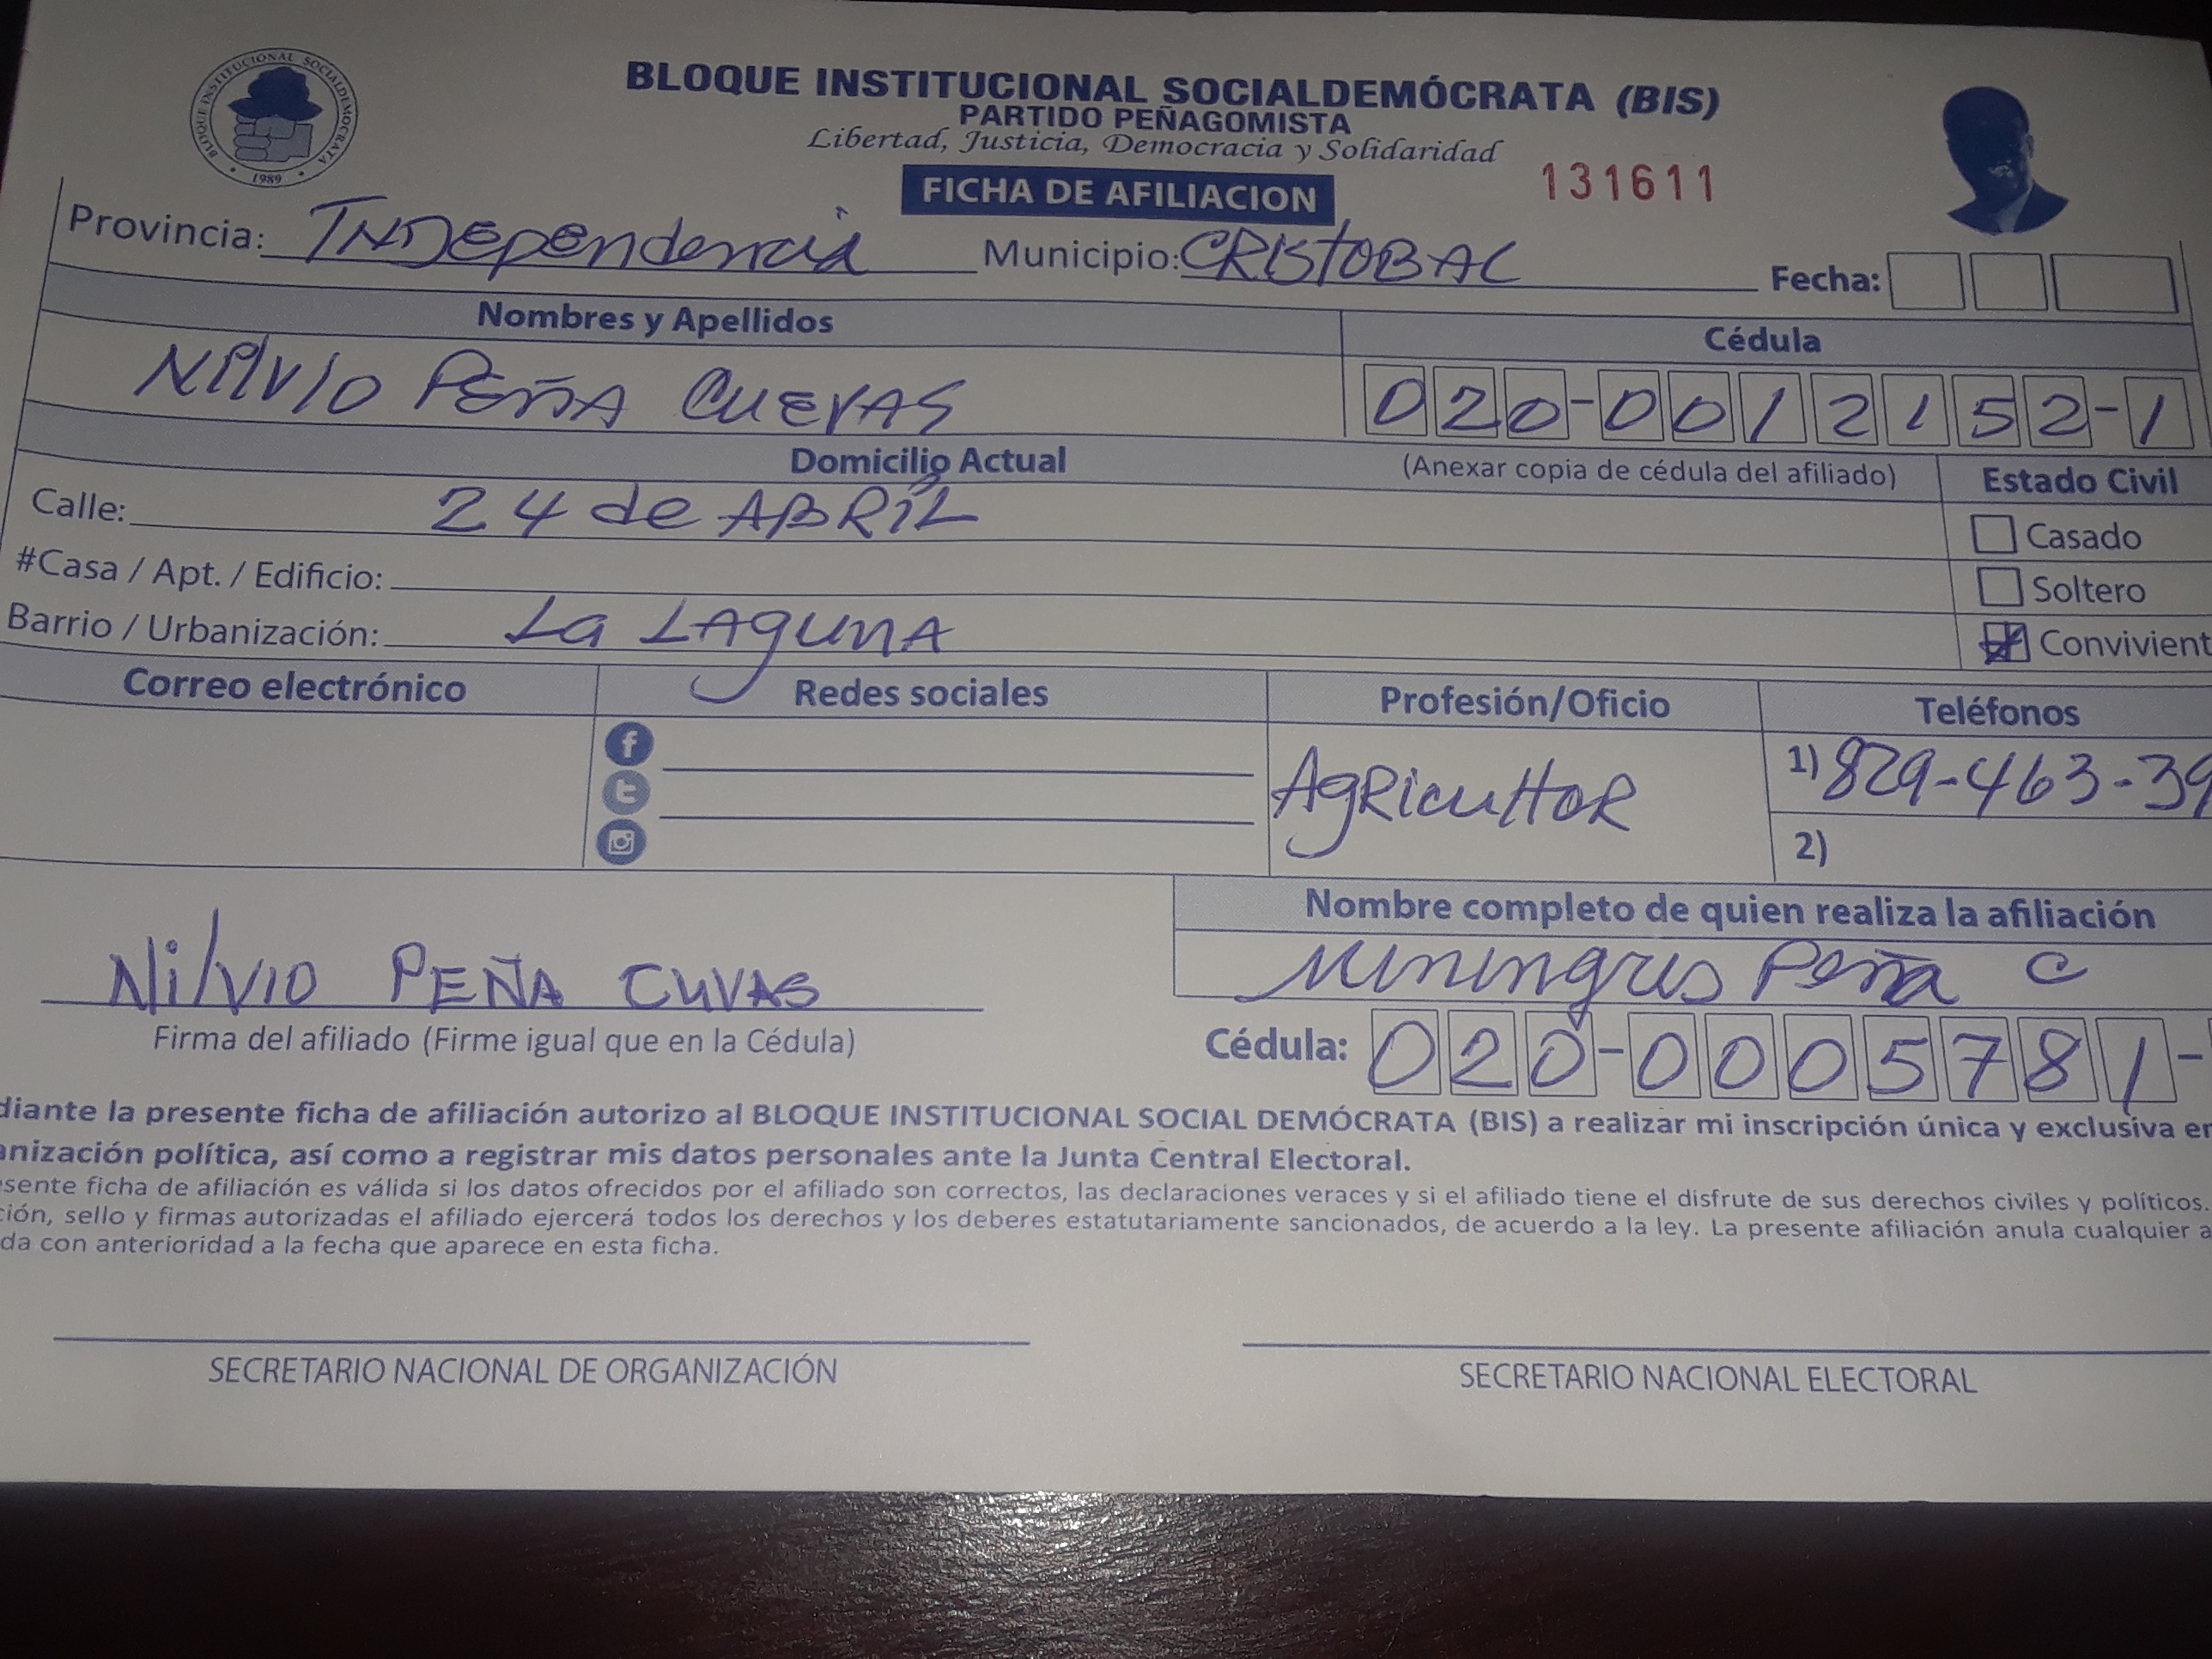 BLOQUE INSTITUCIONAL SOCIALDEMÓCRATA
1989
BLOQUE INSTITUCIONAL SOCIALDEMÓCRATA (BIS)
PARTIDO PEÑAGOMISTA
Libertad, Justicia, Democracia y Solidaridad
FICHA DE AFILIACION
131611
Provincia: INDependencia Municipio: CRISTOBAL Fecha:
Nombres y Apellidos Cédula
Nilvio PEÑA CUEVAS 020-0012152-1
Domicilio Actual (Anexar copia de cédula del afiliado) Estado Civil
Calle: 24 de ABRIL
Casado
#Casa / Apt. / Edificio:
Soltero
Barrio / Urbanización: La LAgunA
Convivient
Correo electrónico Redes sociales Profesión/Oficio Teléfonos
AgRicultoR
1) 829-463-39
2)
Nombre completo de quien realiza la afiliación
Peña C
Nilvio PEÑA CUVAS
Firma del afiliado (Firme igual que en la Cédula)
Cédula: 020-0005781-
diante la presente ficha de afiliación autorizo al BLOQUE INSTITUCIONAL SOCIAL DEMÓCRATA (BIS) a realizar mi inscripción única y exclusiva en
anización política, así como a registrar mis datos personales ante la Junta Central Electoral.
sente ficha de afiliación es válida si los datos ofrecidos por el afiliado son correctos, las declaraciones veraces y si el afiliado tiene el disfrute de sus derechos civiles y políticos.
ción, sello y firmas autorizadas el afiliado ejercerá todos los derechos y los deberes estatutariamente sancionados, de acuerdo a la ley. La presente afiliación anula cualquier a
da con anterioridad a la fecha que aparece en esta ficha.
SECRETARIO NACIONAL DE ORGANIZACIÓN
SECRETARIO NACIONAL ELECTORAL